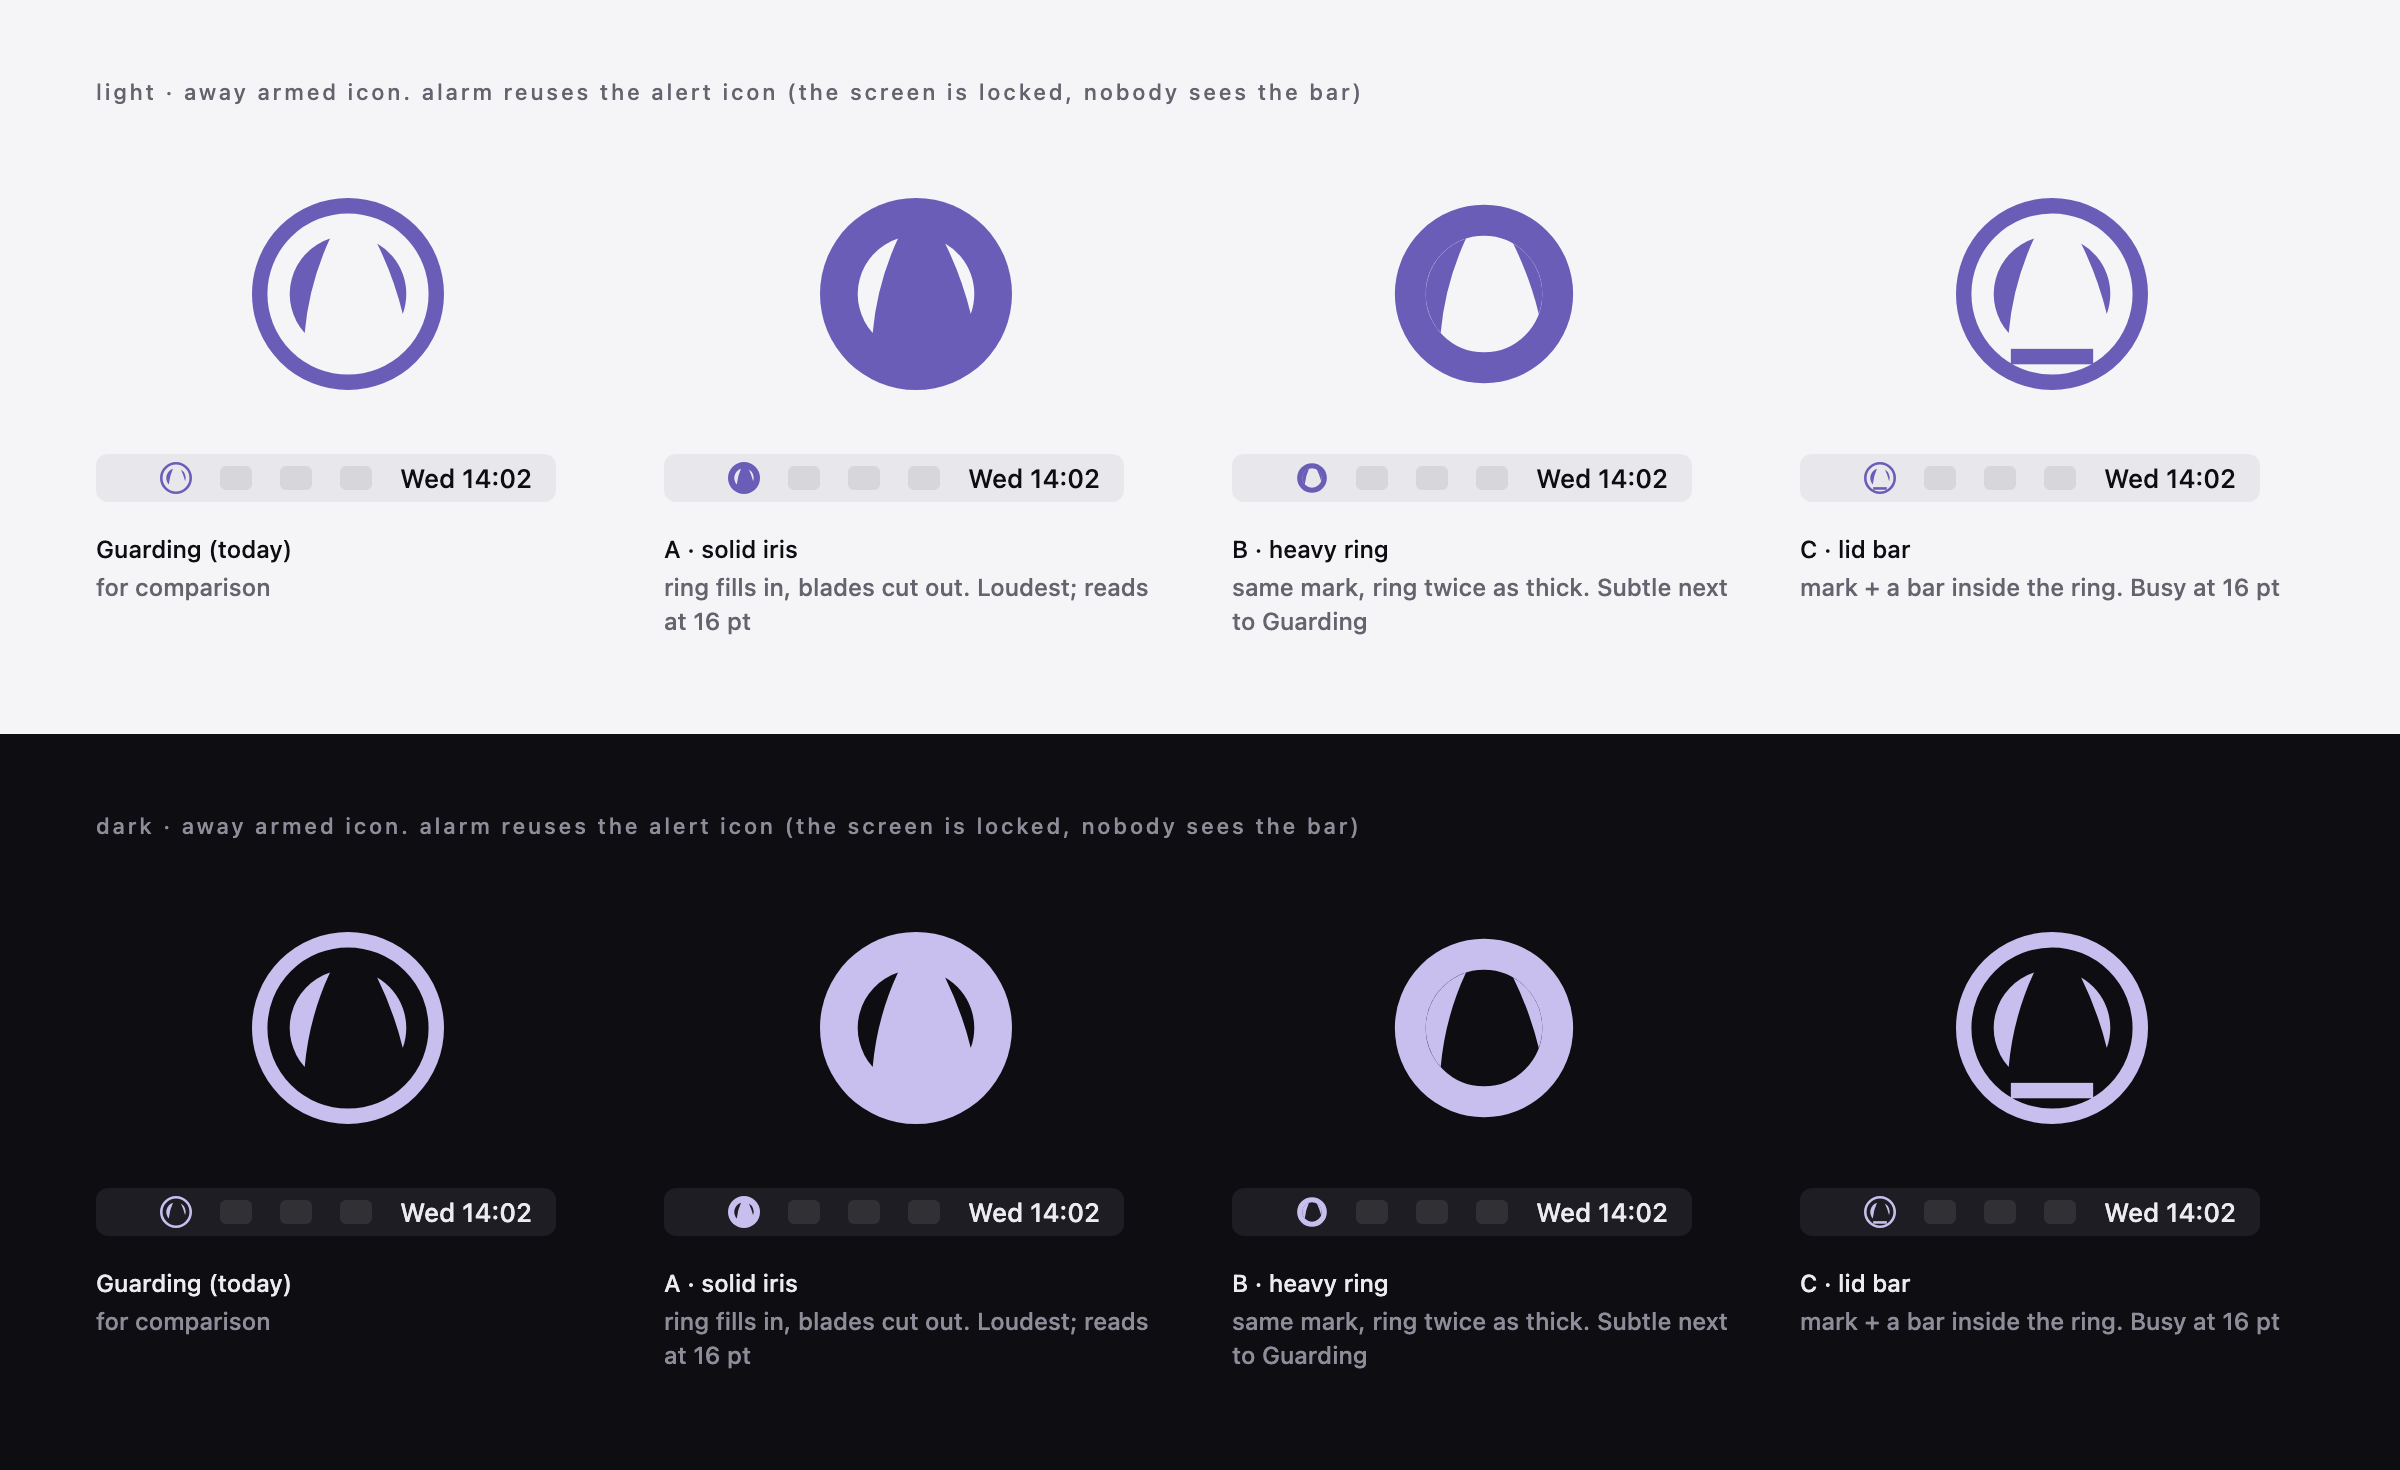 light · away armed icon. alarm reuses the alert icon (the screen is locked, nobody sees the bar)
Wed 14:02
Wed 14:02
Wed 14:02
Wed 14:02
Guarding (today)
for comparison
A · solid iris
ring fills in, blades cut out. Loudest; reads
at 16 pt
B · heavy ring
same mark, ring twice as thick. Subtle next
to Guarding
C · lid bar
mark + a bar inside the ring. Busy at 16 pt
dark · away armed icon. alarm reuses the alert icon (the screen is locked, nobody sees the bar)
Wed 14:02
Wed 14:02
Wed 14:02
Wed 14:02
Guarding (today)
for comparison
A · solid iris
ring fills in, blades cut out. Loudest; reads
at 16 pt
B · heavy ring
same mark, ring twice as thick. Subtle next
to Guarding
C · lid bar
mark + a bar inside the ring. Busy at 16 pt